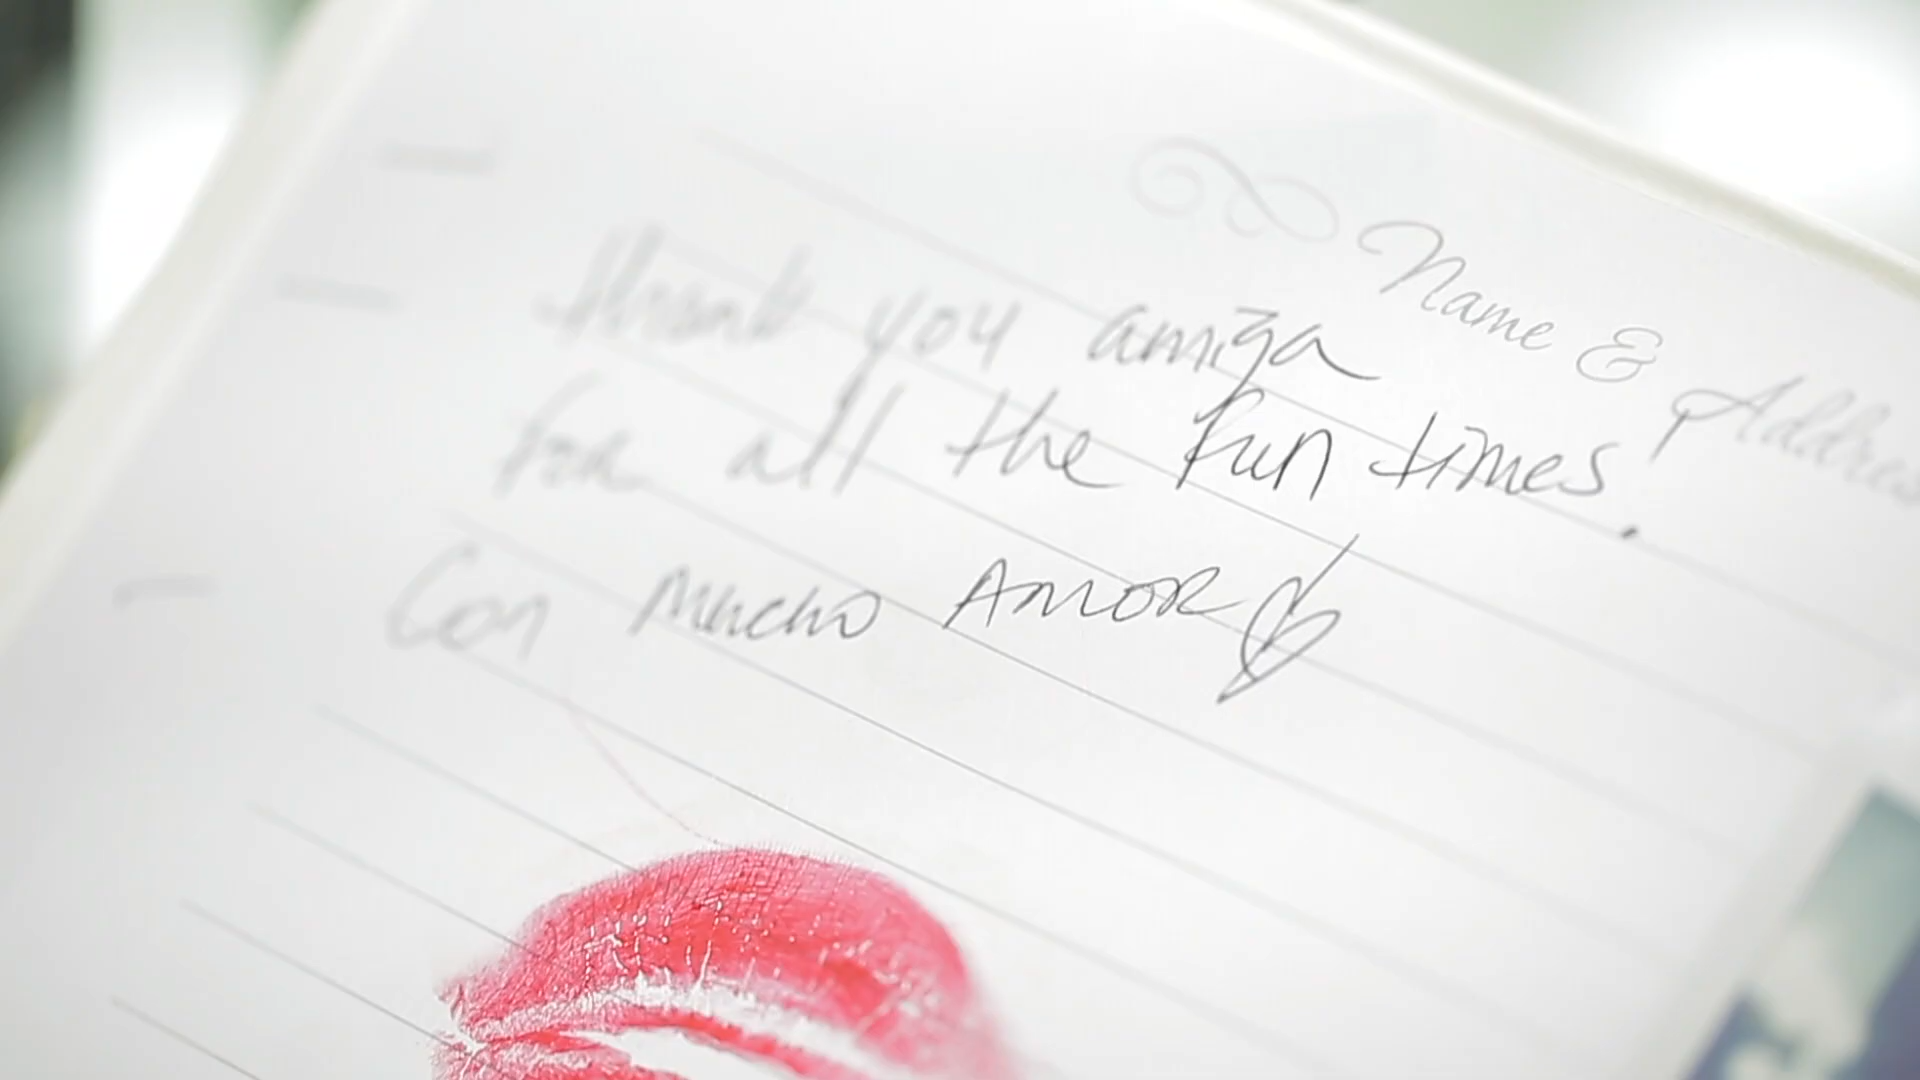 Name & Address
Thank you amiga
for all the fun times.
Con Mucho Amor